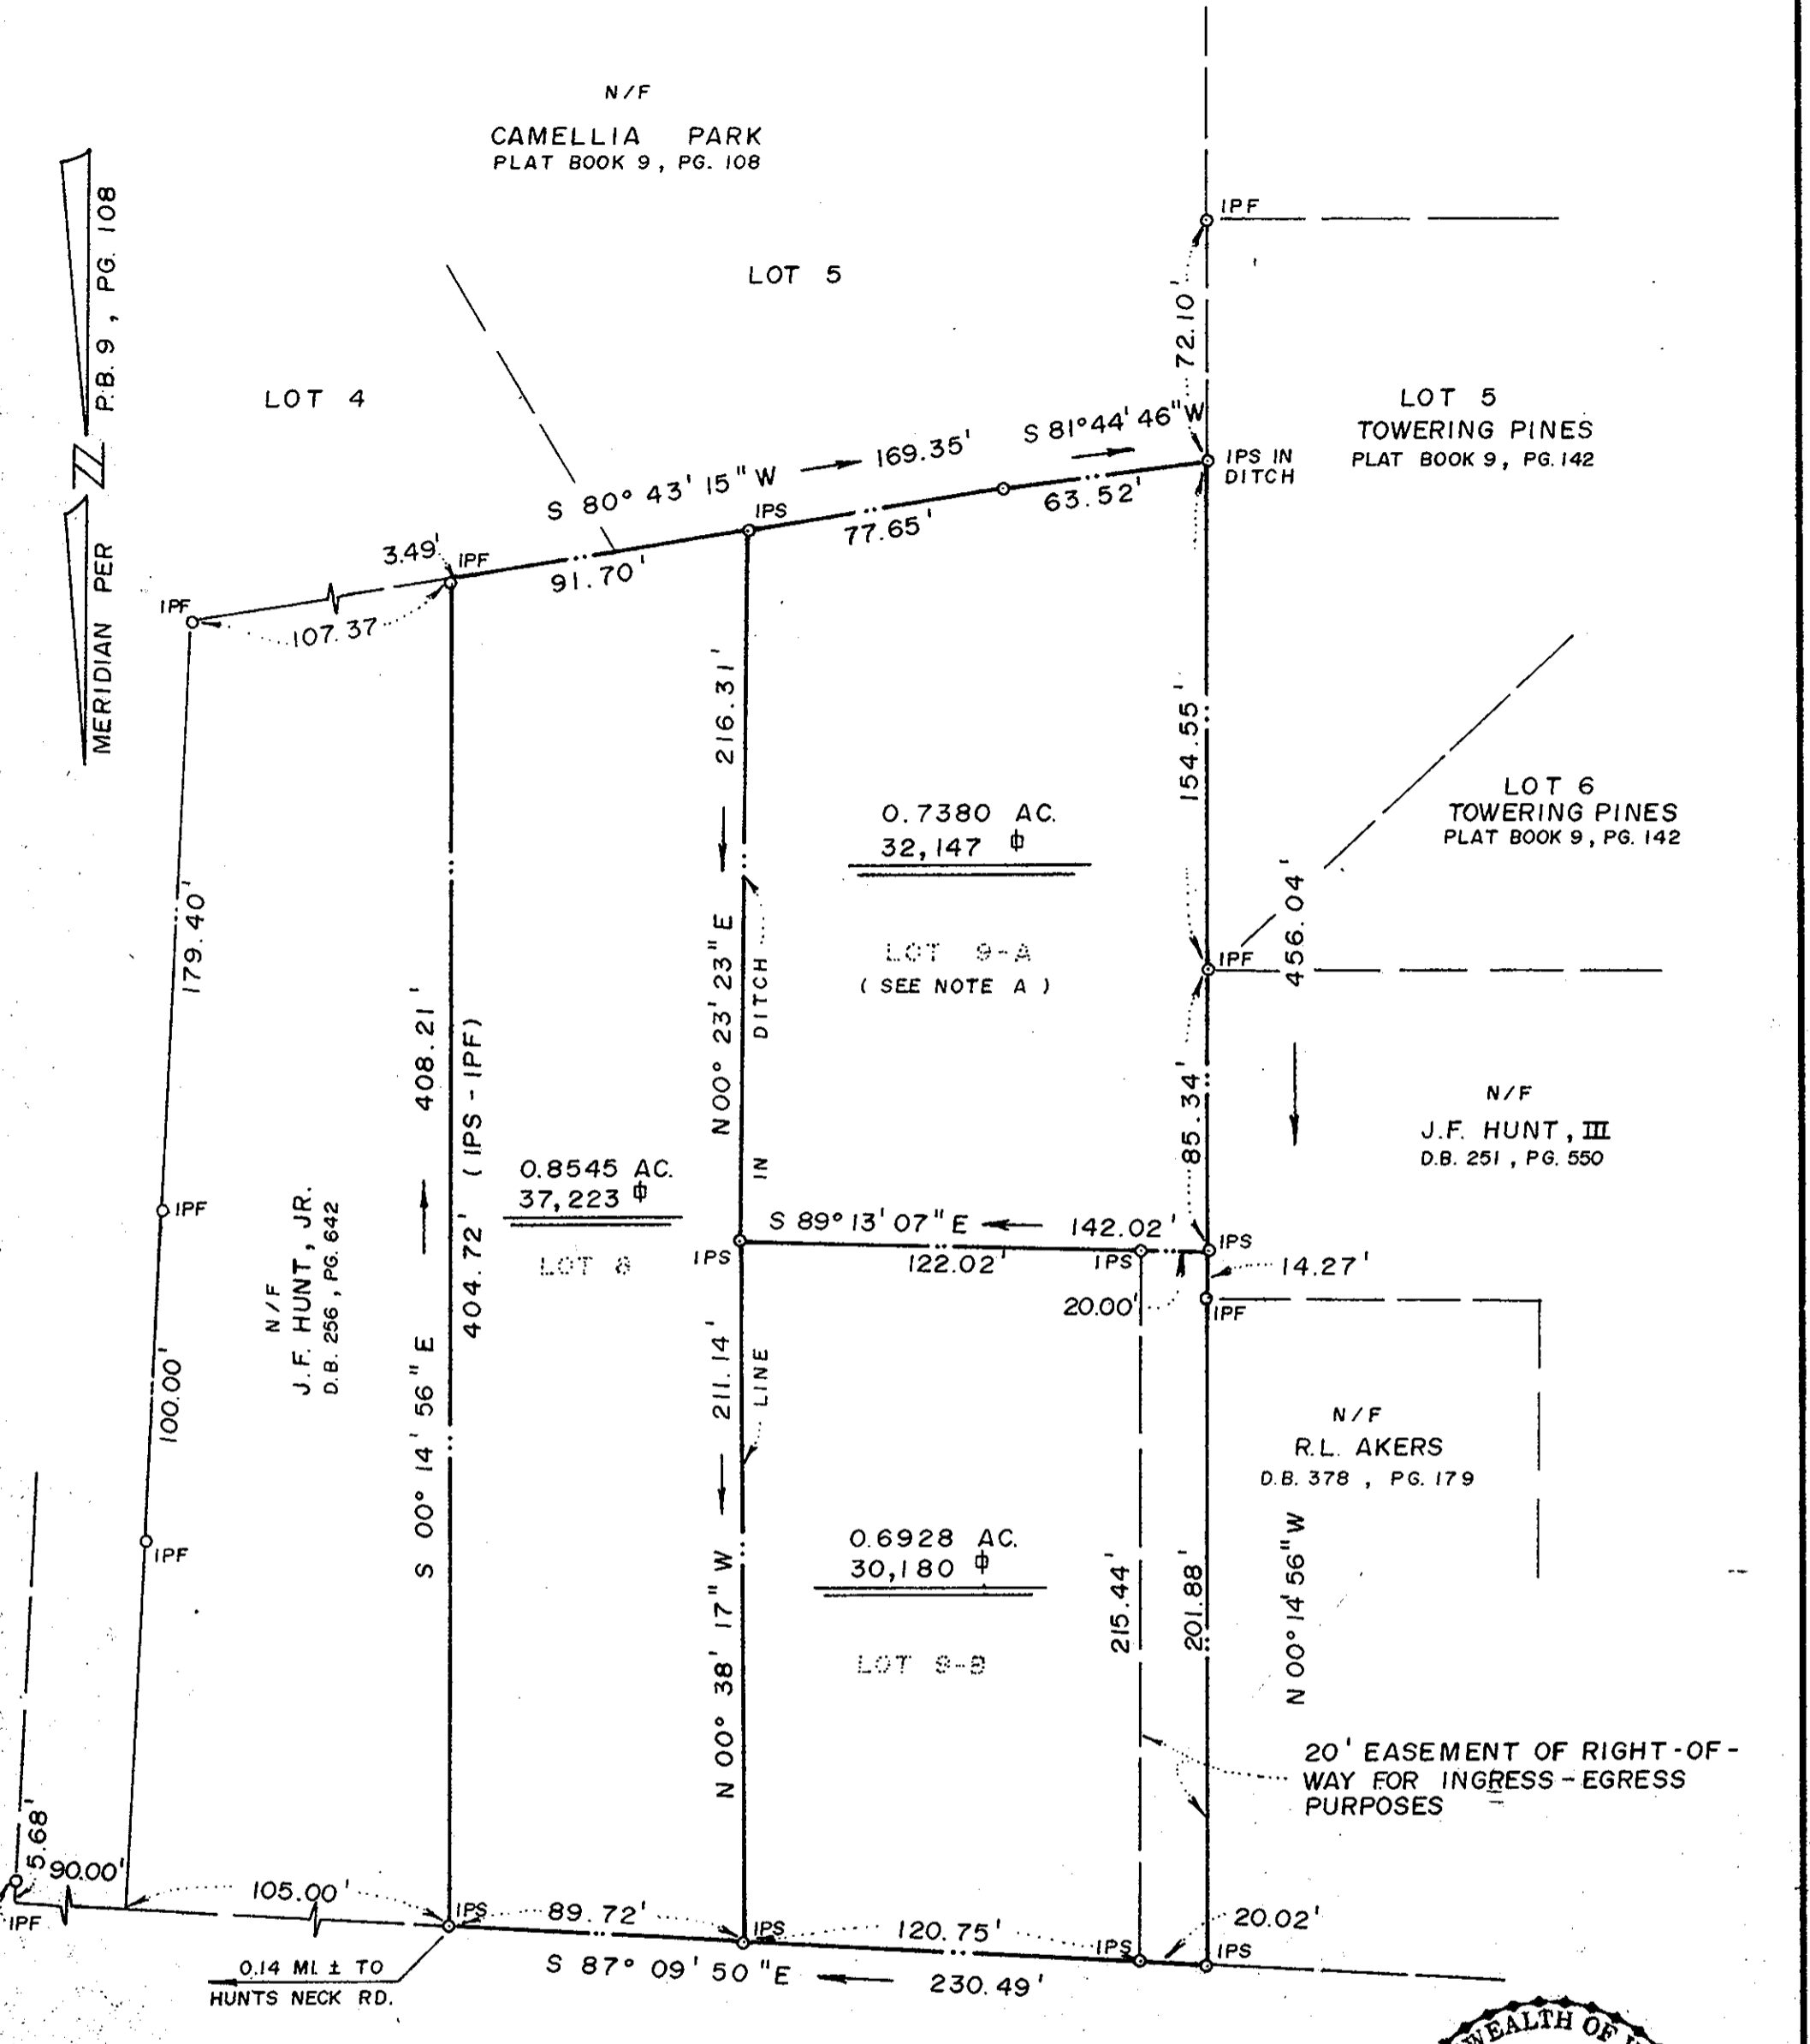 N/F
CAMELLIA PARK
PLAT BOOK 9, PG. 108
MERIDIAN PER P.B. 9, PG. 108
LOT 4
LOT 5
IPF
72.10'
LOT 5
TOWERING PINES
PLAT BOOK 9, PG. 142
S 80° 43' 15" W 169.35'
S 81° 44' 46" W
IPS IN
DITCH
3.49'
IPF
91.70'
IPS
77.65'
63.52'
IPF
107.37
216.31'
154.55'
LOT 6
TOWERING PINES
PLAT BOOK 9, PG. 142
0.7380 AC.
32,147
LOT 9-A
( SEE NOTE A )
179.40'
N 00° 23' 23" E
LINE IN DITCH
IPF
456.04'
S 00° 14' 56" E 408.21'
404.72' ( IPS - IPF)
85.34'
N/F
J.F. HUNT, III
D.B. 251, PG. 550
0.8545 AC.
37,223
LOT 8
IPF
N/F
J.F. HUNT, JR.
D.B. 256, PG. 642
S 89° 13' 07" E 142.02'
IPS
122.02'
IPS
20.00'
IPS
14.27'
IPF
100.00'
211.14'
N/F
R.L. AKERS
D.B. 378, PG. 179
IPF
N 00° 38' 17" W
0.6928 AC.
30,180
LOT 9-B
215.44'
201.88'
N 00° 14' 56" W
20' EASEMENT OF RIGHT-OF-
WAY FOR INGRESS-EGRESS
PURPOSES
5.68'
90.00'
IPF
105.00'
IPS
89.72'
IPS
120.75'
IPS
20.02'
IPS
S 87° 09' 50" E 230.49'
0.14 MI. ± TO
HUNTS NECK RD.
WEALTH OF